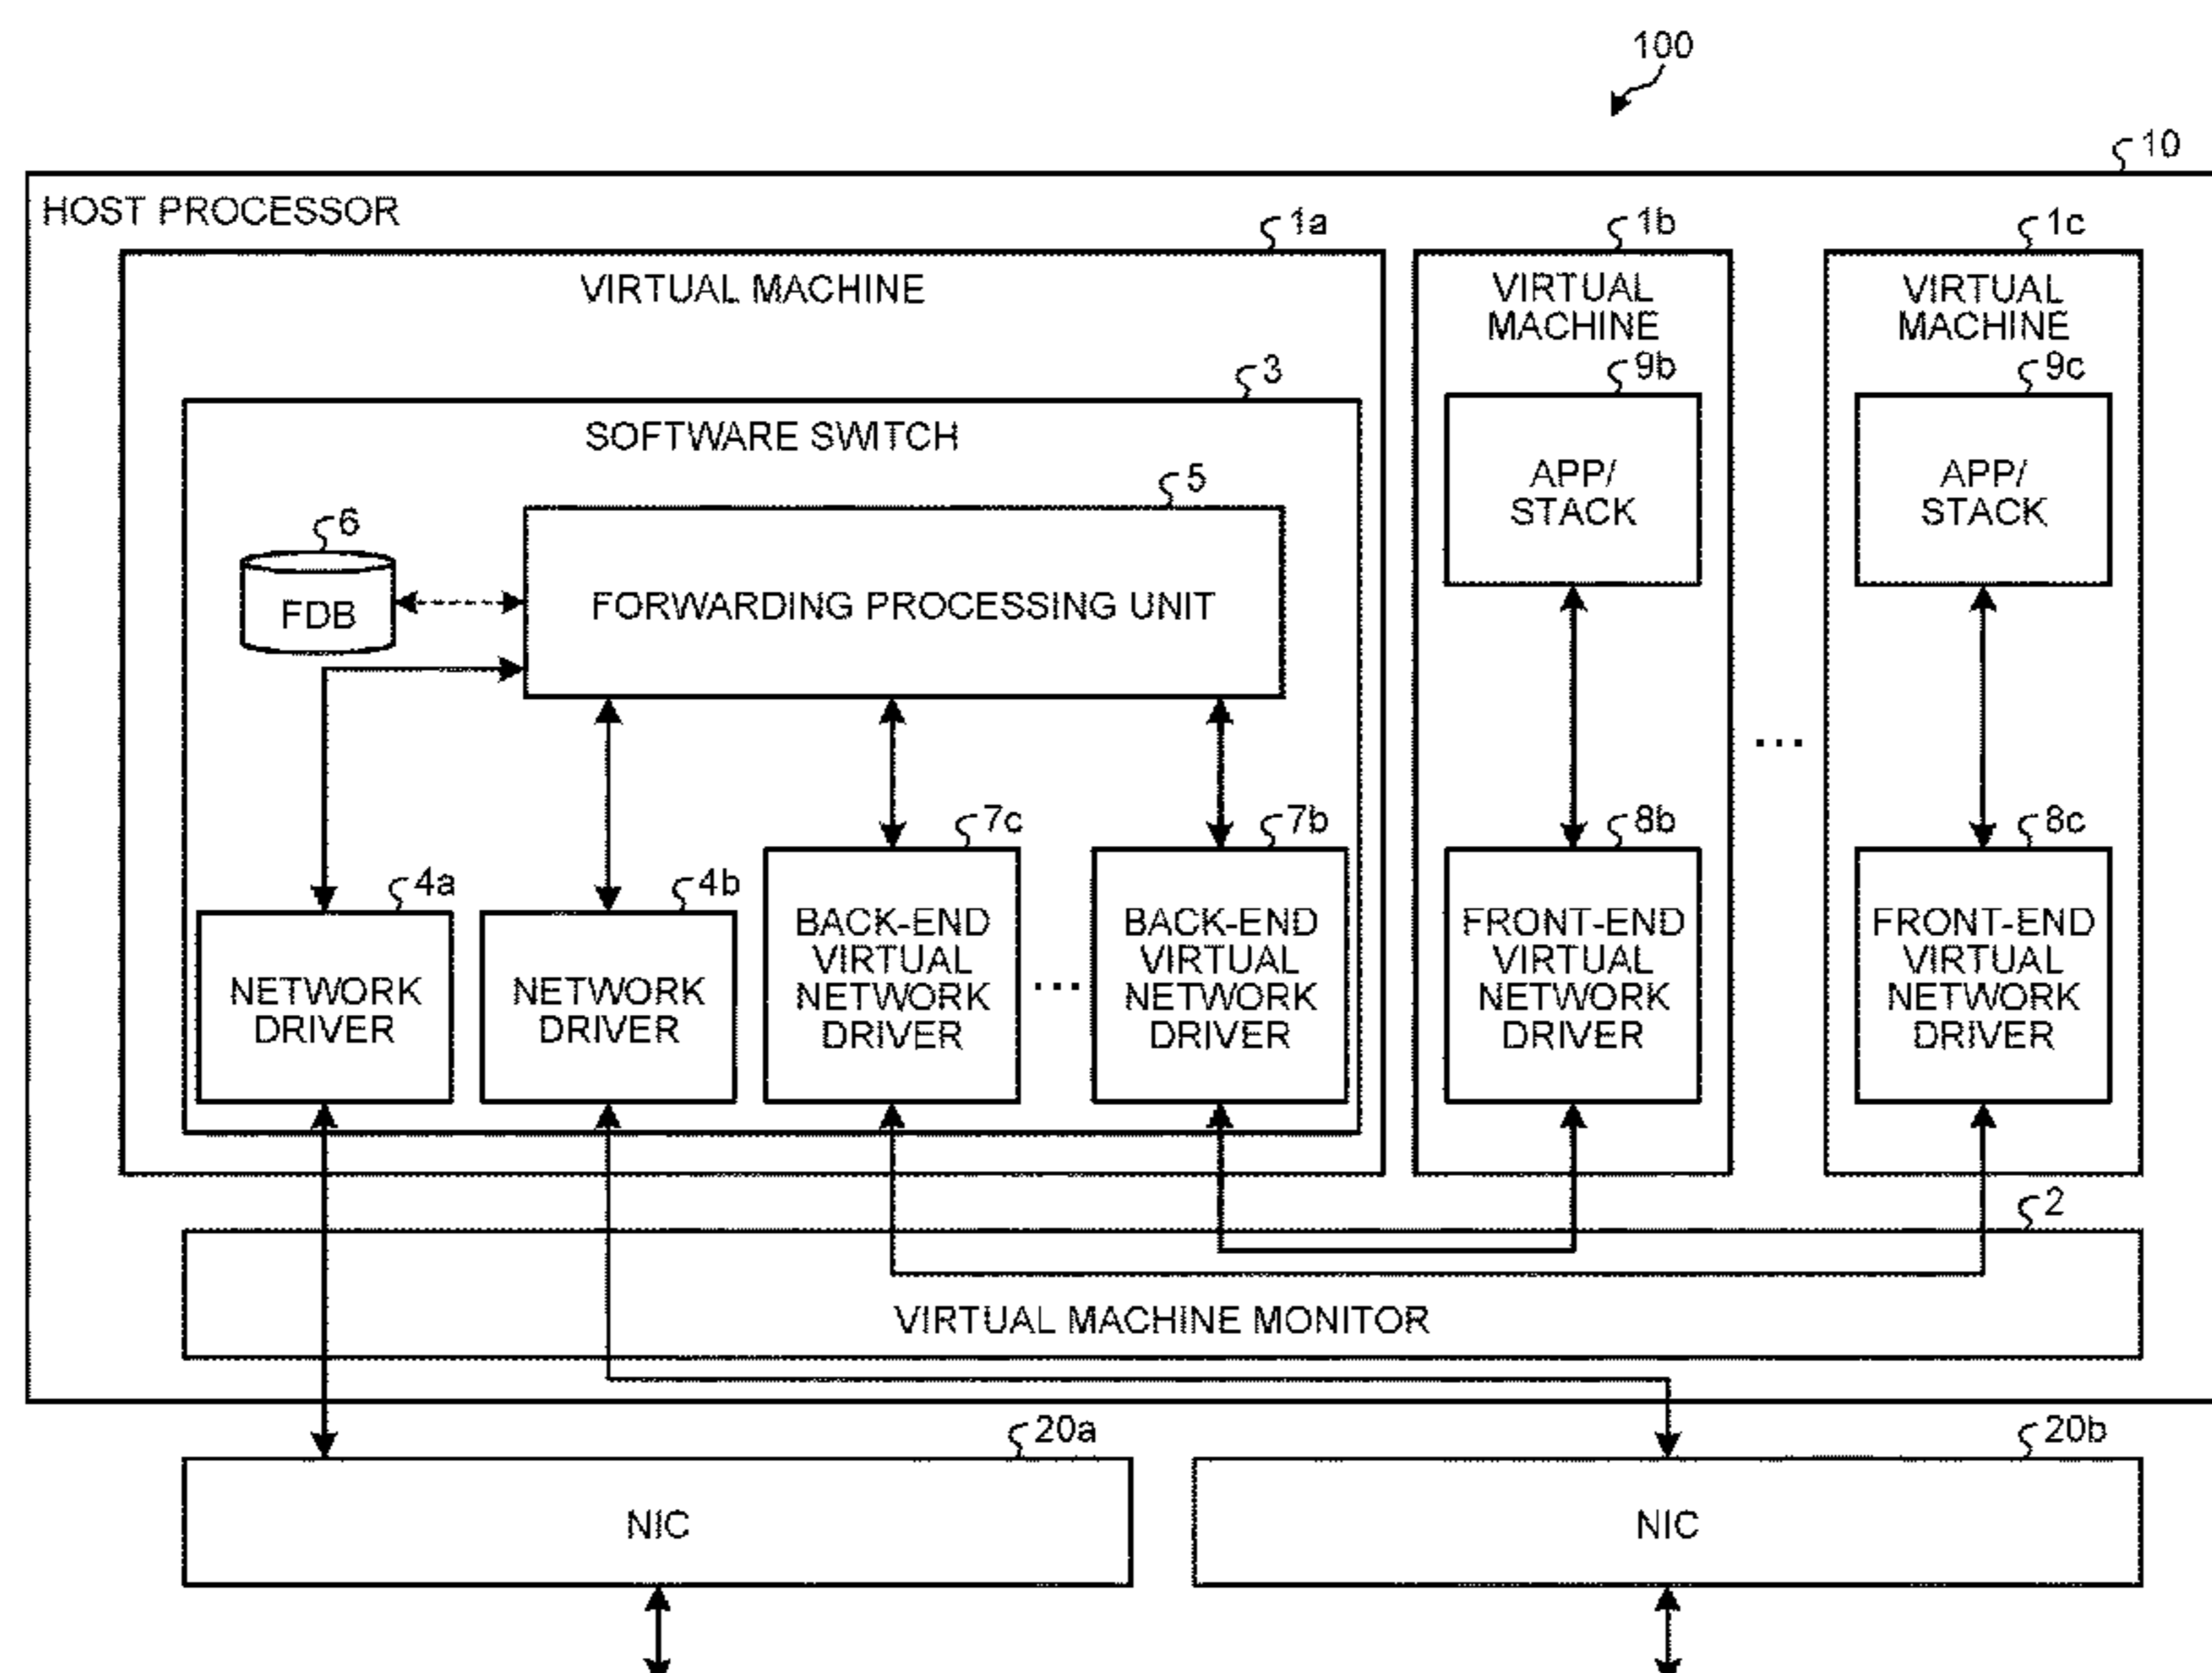 100
10
HOST PROCESSOR
1a
1b
1c
VIRTUAL MACHINE
VIRTUAL
MACHINE
VIRTUAL
MACHINE
3
9b
9c
SOFTWARE SWITCH
APP/
STACK
APP/
STACK
5
6
FDB
FORWARDING PROCESSING UNIT
...
4a
4b
7c
7b
8b
8c
NETWORK
DRIVER
NETWORK
DRIVER
BACK-END
VIRTUAL
NETWORK
DRIVER
...
BACK-END
VIRTUAL
NETWORK
DRIVER
FRONT-END
VIRTUAL
NETWORK
DRIVER
FRONT-END
VIRTUAL
NETWORK
DRIVER
2
VIRTUAL MACHINE MONITOR
20a
20b
NIC
NIC